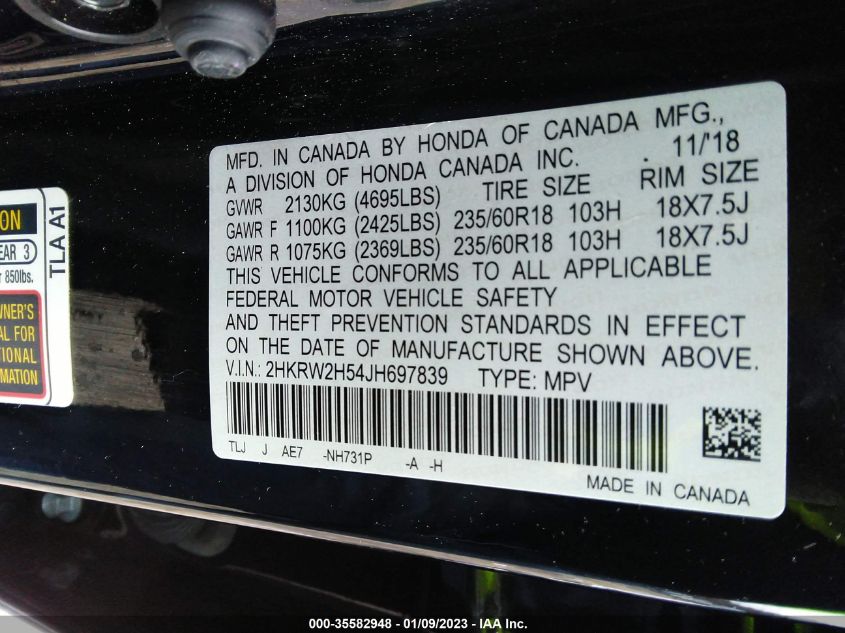 MFD. IN CANADA BY HONDA OF CANADA MFG.,
A DIVISION OF HONDA CANADA INC. 11/'18
GVWR 2130KG (4695LBS) TIRE SIZE RIM SIZE
GAWR F 1100KG (2425LBS) 235/60R18 103H 18X7.5J
GAWR R 1075KG (2369LBS) 235/60R18 103H 18X7.5J
THIS VEHICLE CONFORMS TO ALL APPLICABLE
FEDERAL MOTOR VEHICLE SAFETY
AND THEFT PREVENTION STANDARDS IN EFFECT
ON THE DATE OF MANUFACTURE SHOWN ABOVE.
V.I.N.: 2HKRW2H54JH697839 TYPE: MPV
TLJ J AE7 -NH731P -A -H
MADE IN CANADA
TLA A1
ON
EAR 3
850lbs.
WNER'S
AL FOR
TIONAL
RMATION
000-35582948 - 01/09/2023 - IAA Inc.